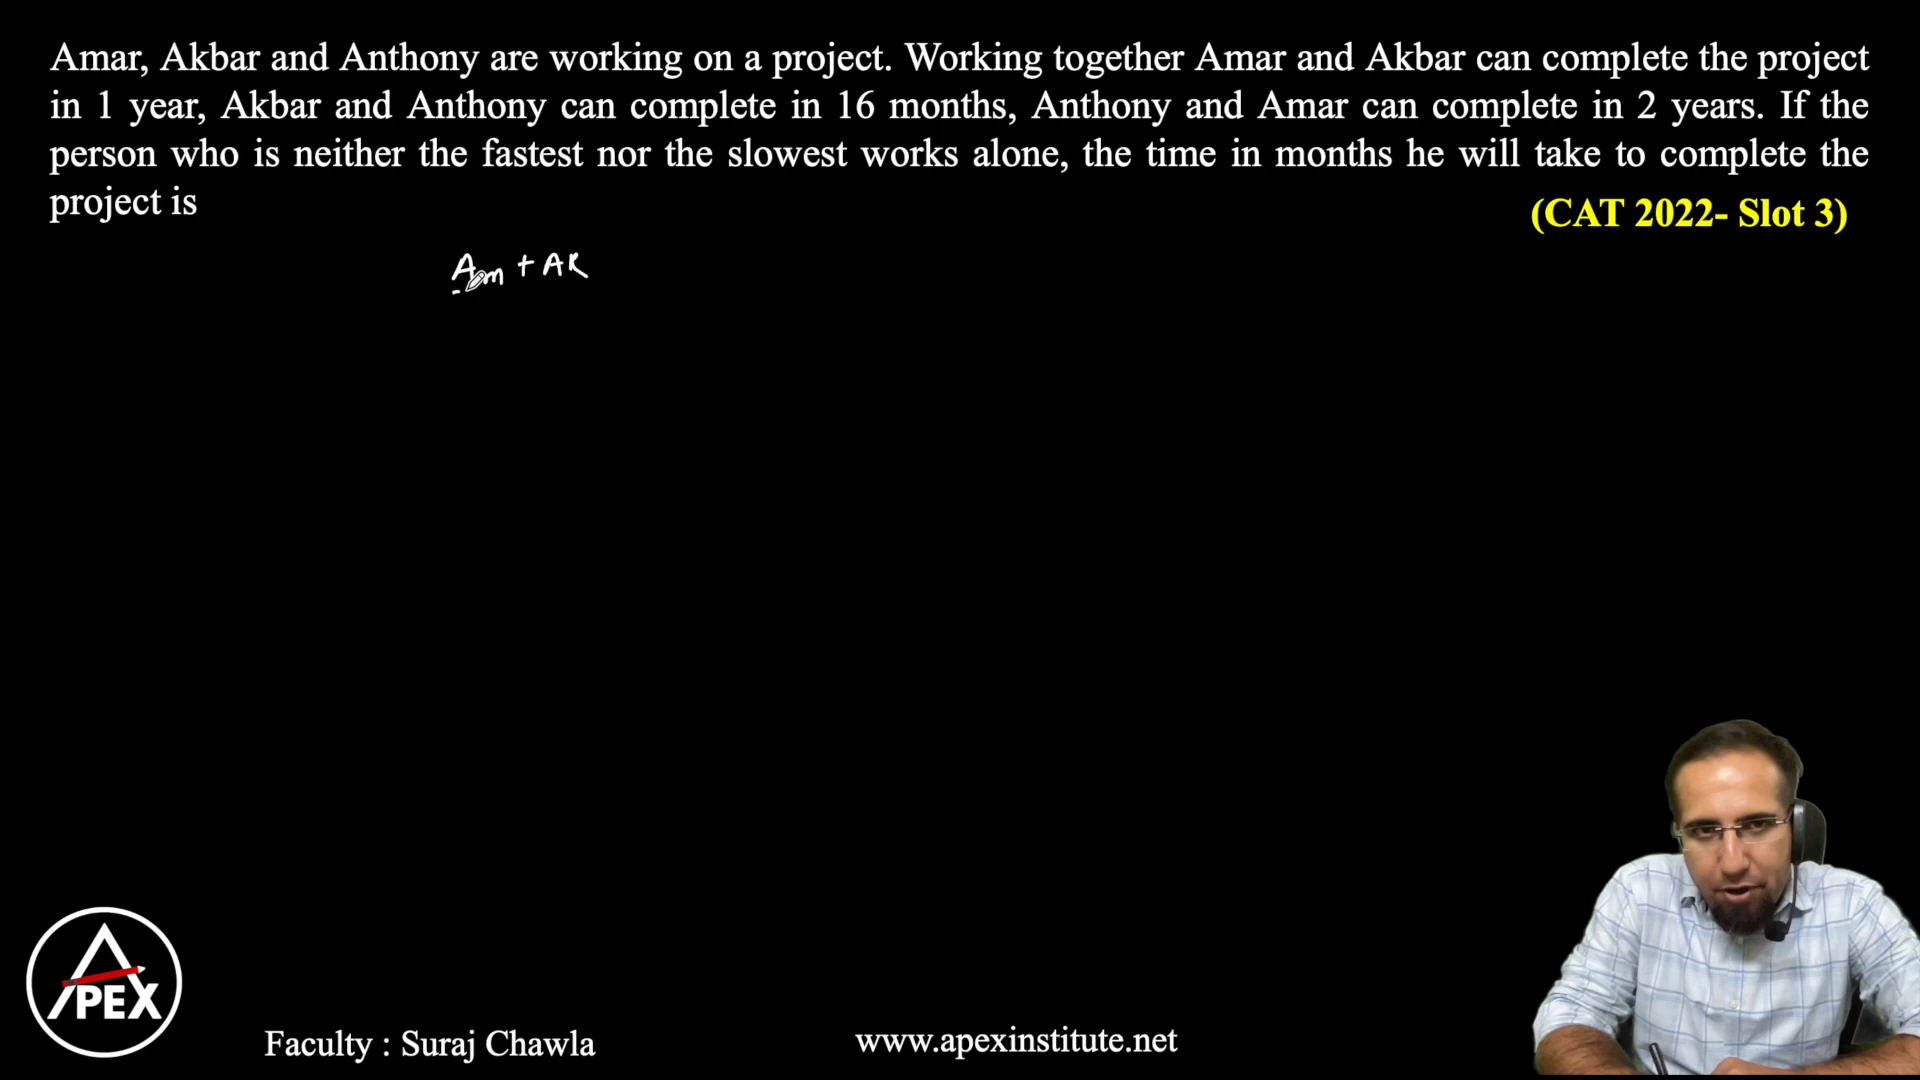 Amar, Akbar and Anthony are working on a project. Working together Amar and Akbar can complete the project
in 1 year, Akbar and Anthony can complete in 16 months, Anthony and Amar can complete in 2 years. If the
person who is neither the fastest nor the slowest works alone, the time in months he will take to complete the
project is
(CAT 2022- Slot 3)
Am + AK
APEX
Faculty : Suraj Chawla
www.apexinstitute.net